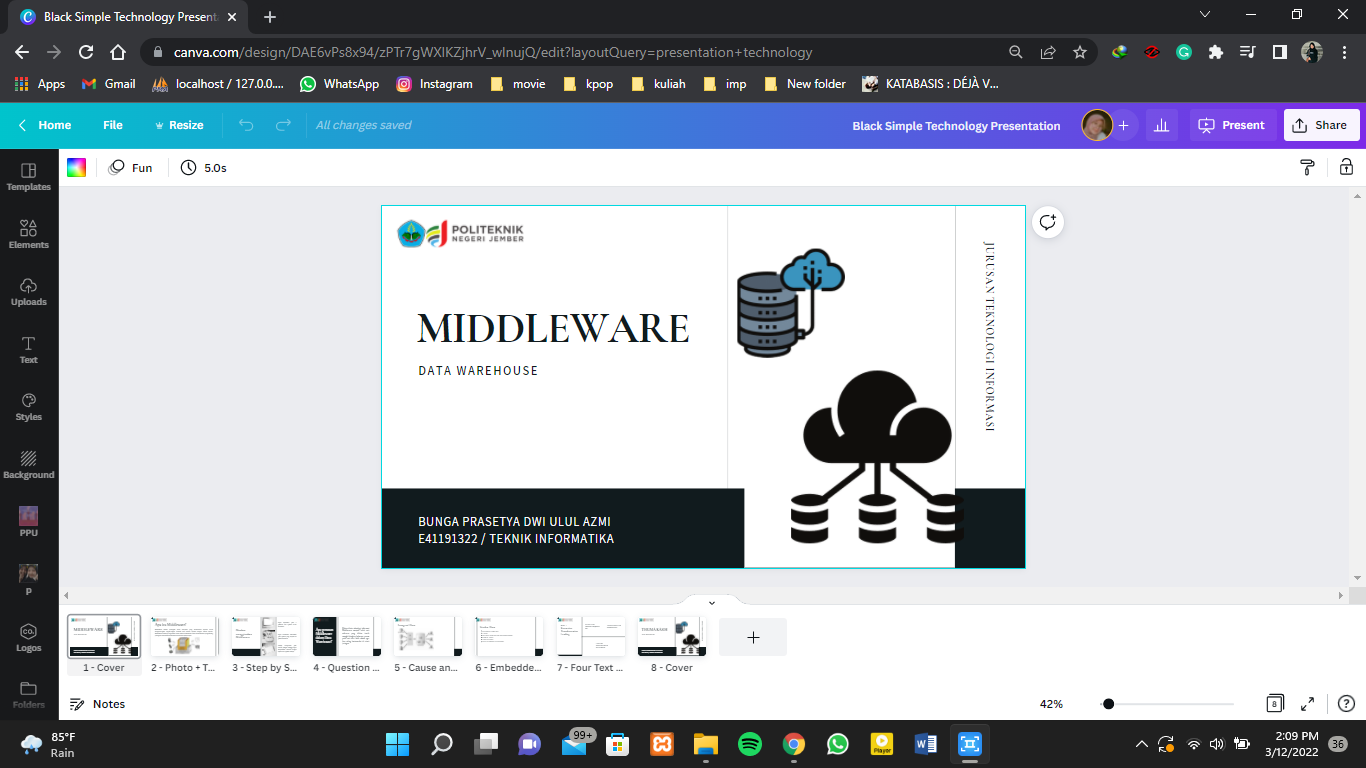 Black Simple Technology Present
canva.com/design/DAE6vPs8x94/zPTr7gWXlKZjhrV_wlnujQ/edit?layoutQuery=presentation+technology
Apps
Gmail
localhost / 127.0.0....
WhatsApp
Instagram
movie
kpop
kuliah
imp
New folder
KATABASIS : DÉJÀ V...
Home
File
Resize
All changes saved
Black Simple Technology Presentation
Present
Share
Templates
Elements
Uploads
Text
Styles
Background
PPU
P
CO.
Logos
Folders
Fun
5.0s
POLITEKNIK
NEGERI JEMBER
MIDDLEWARE
DATA WAREHOUSE
JURUSAN TEKNOLOGI INFORMASI
BUNGA PRASETYA DWI ULUL AZMI
E41191322 / TEKNIK INFORMATIKA
MIDDLEWARE
1 - Cover
2 - Photo + T...
3 - Step by S...
4 - Question ...
5 - Cause an...
6 - Embedde...
7 - Four Text ...
8 - Cover
Notes
42%
8
85°F
Rain
99+
Player
2:09 PM
3/12/2022
36